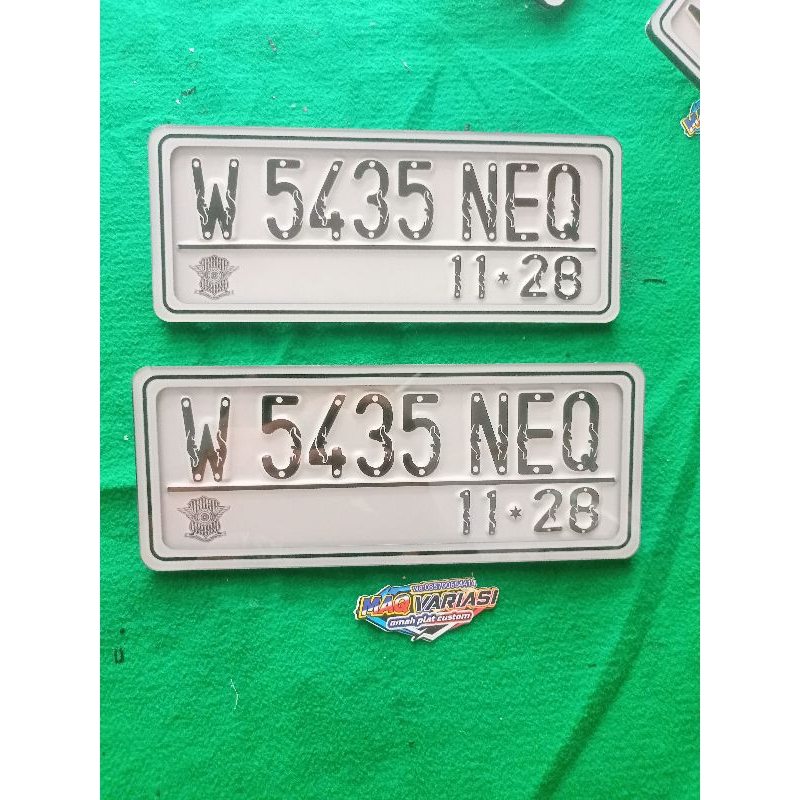 W 5435 NEQ
11 28
W 5435 NEQ
11 28
MAQ VARIASI
omah plat custom